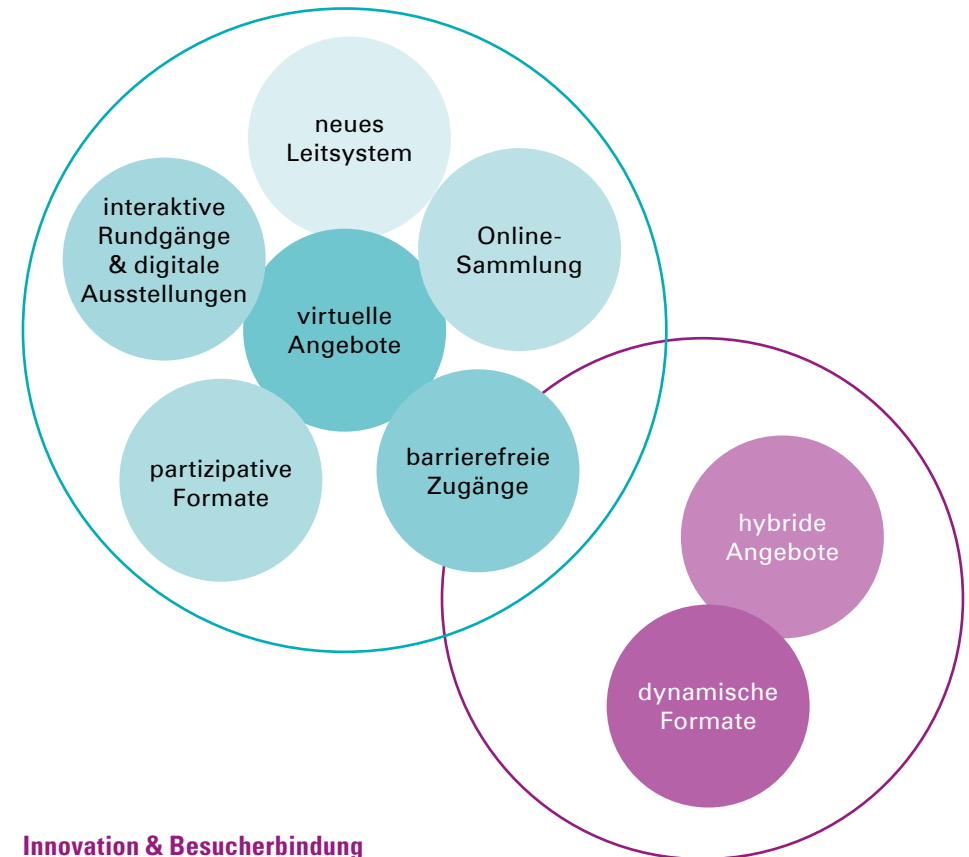 neues
Leitsystem
interaktive
Rundgänge
& digitale
Ausstellungen
Online-
Sammlung
virtuelle
Angebote
partizipative
Formate
barrierefreie
Zugänge
hybride
Angebote
dynamische
Formate
Innovation & Besucherbindung